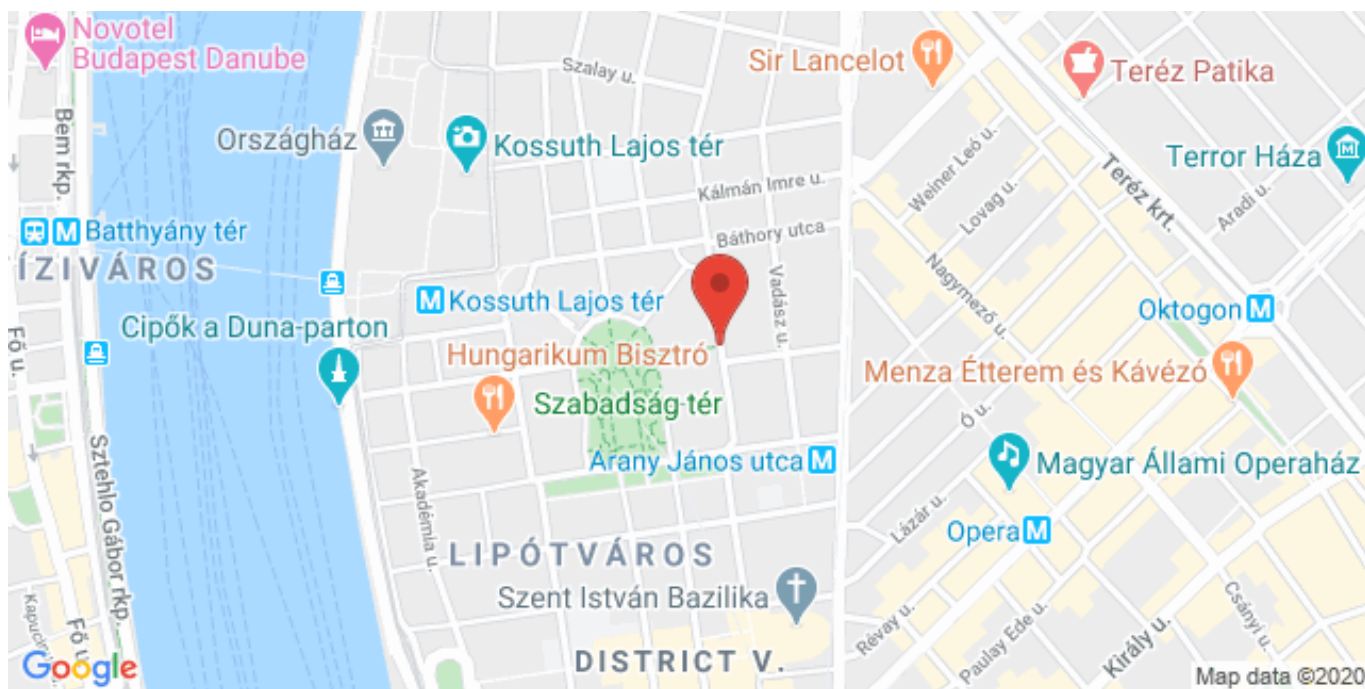 Novotel
Budapest Danube
Bem rkp.
Szalay u.
Sir Lancelot
Teréz Patika
Országház
Kossuth Lajos tér
Weiner Leó u.
Teréz krt.
Terror Háza
Kálmán Imre u.
Lovag u.
Aradi u.
M Batthyány tér
Báthory utca
ÍZIVÁROS
Vadász u.
Nagymező u.
M Kossuth Lajos tér
Oktogon M
Cipők a Duna-parton
Fő u.
Hungarikum Bisztró
Menza Étterem és Kávézó
Szabadság tér
Ó u.
Sztehlo Gábor rkp.
Arany János utca M
Magyar Állami Operaház
Akadémia u.
Lázár u.
Opera M
LIPÓTVÁROS
Szent István Bazilika
Csányi u.
Révay u.
Paulay Ede u.
Király u.
Fő u.
DISTRICT V.
Google
Map data ©2020